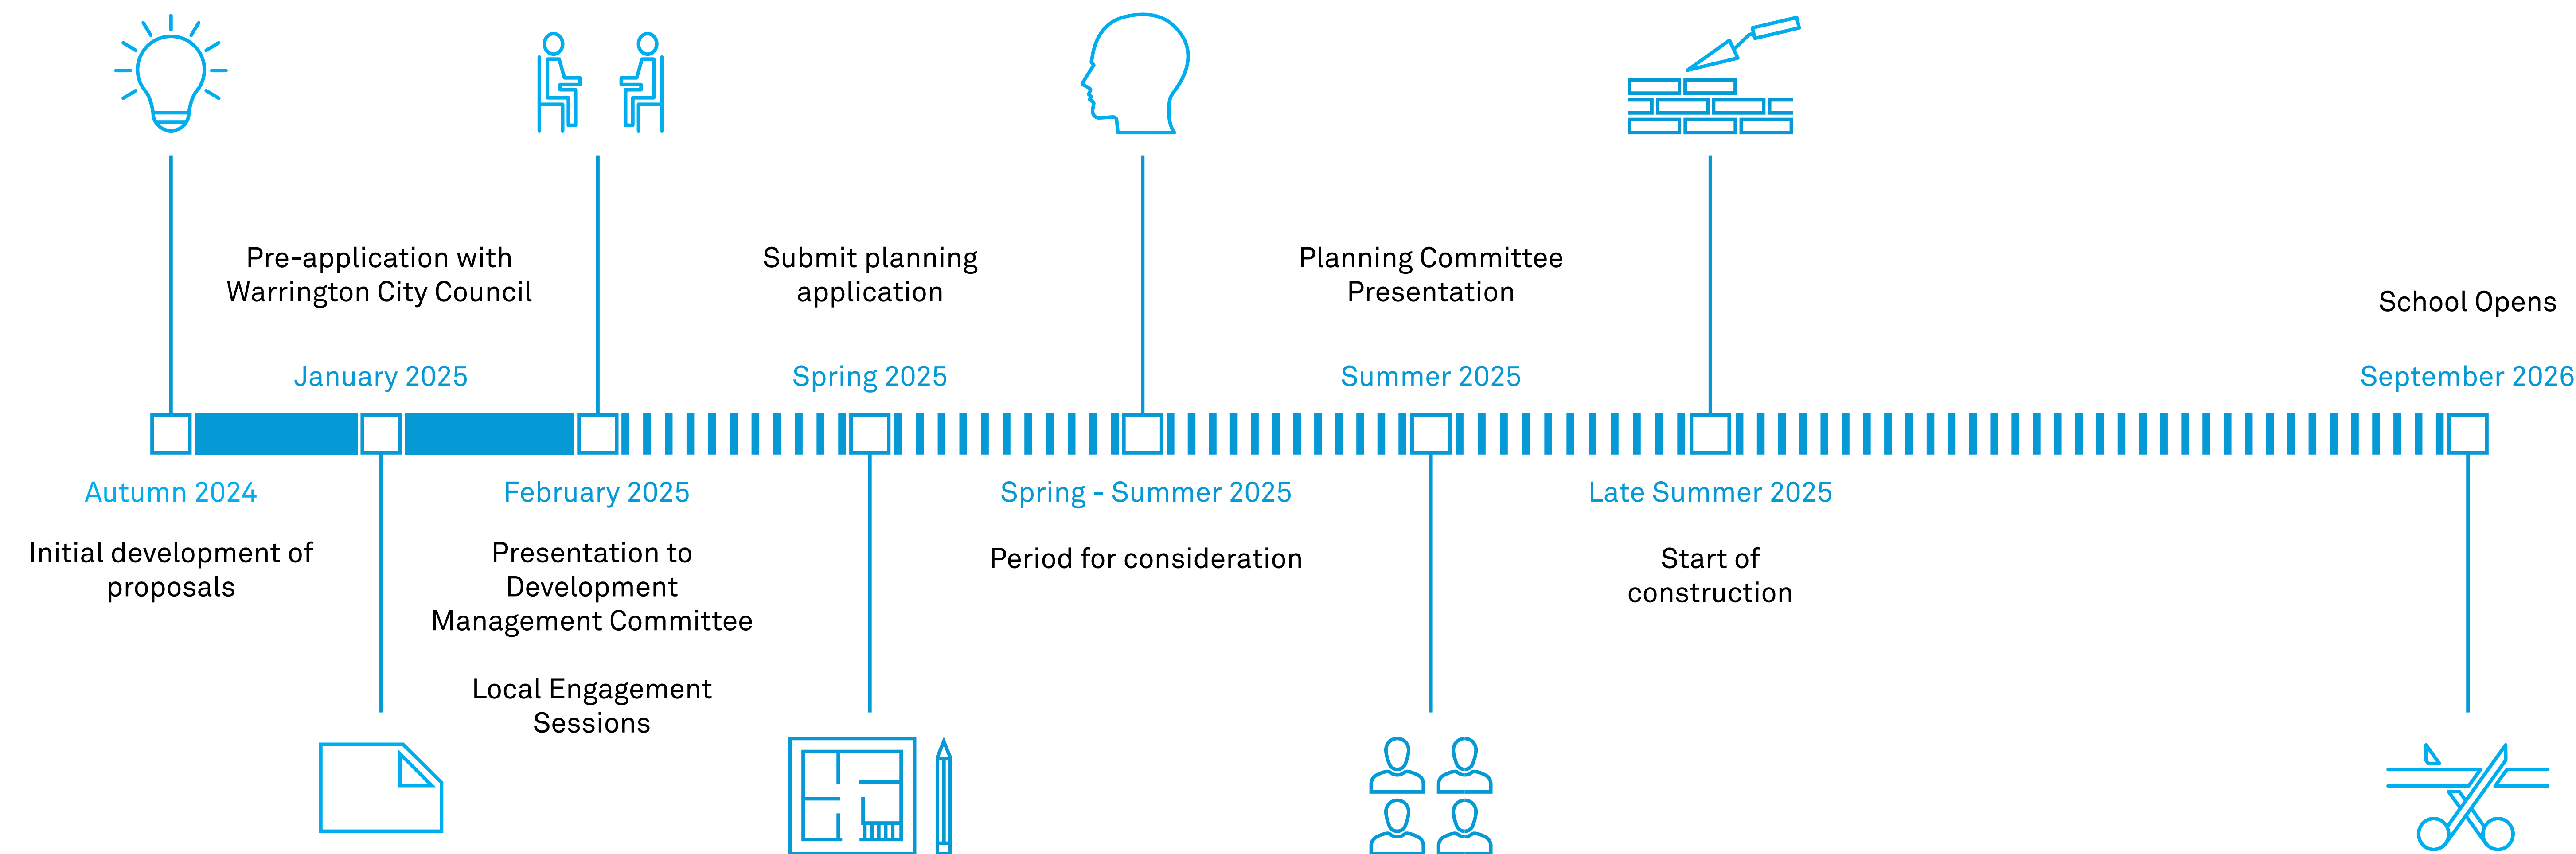 Autumn 2024
Initial development of
proposals
Pre-application with
Warrington City Council
January 2025
February 2025
Presentation to
Development
Management Committee
Local Engagement
Sessions
Submit planning
application
Spring 2025
Spring - Summer 2025
Period for consideration
Planning Committee
Presentation
Summer 2025
Late Summer 2025
Start of
construction
School Opens
September 2026